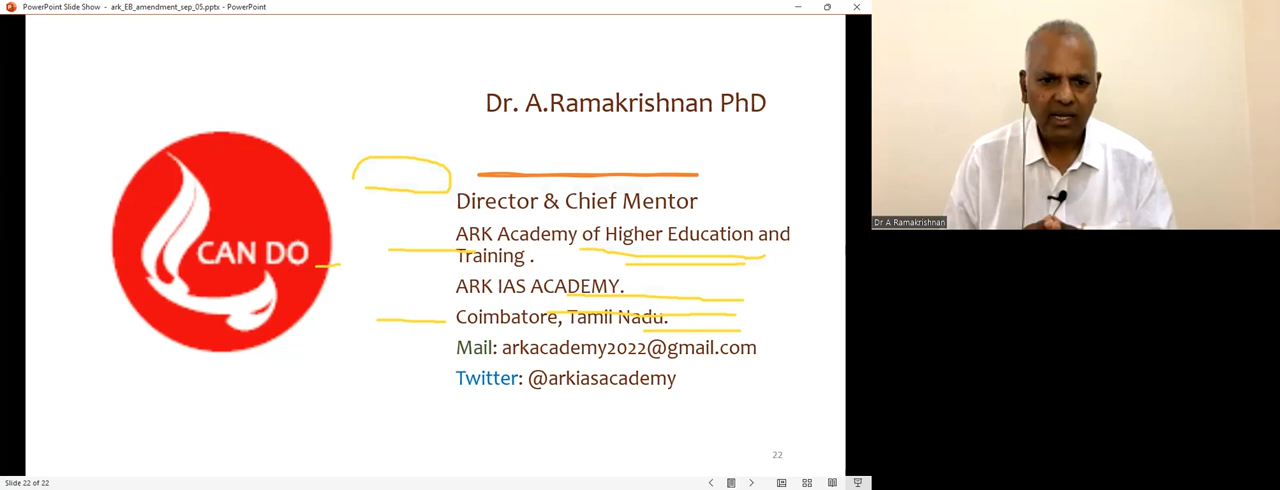 PowerPoint Slide Show - ark_EB_amendment_sep_05.pptx - PowerPoint
Dr. A.Ramakrishnan PhD
CAN DO
Director & Chief Mentor
ARK Academy of Higher Education and
Training .
ARK IAS ACADEMY.
Coimbatore, Tamil Nadu.
Mail: arkacademy2022@gmail.com
Twitter: @arkiasacademy
22
Slide 22 of 22
Dr A Ramakrishnan